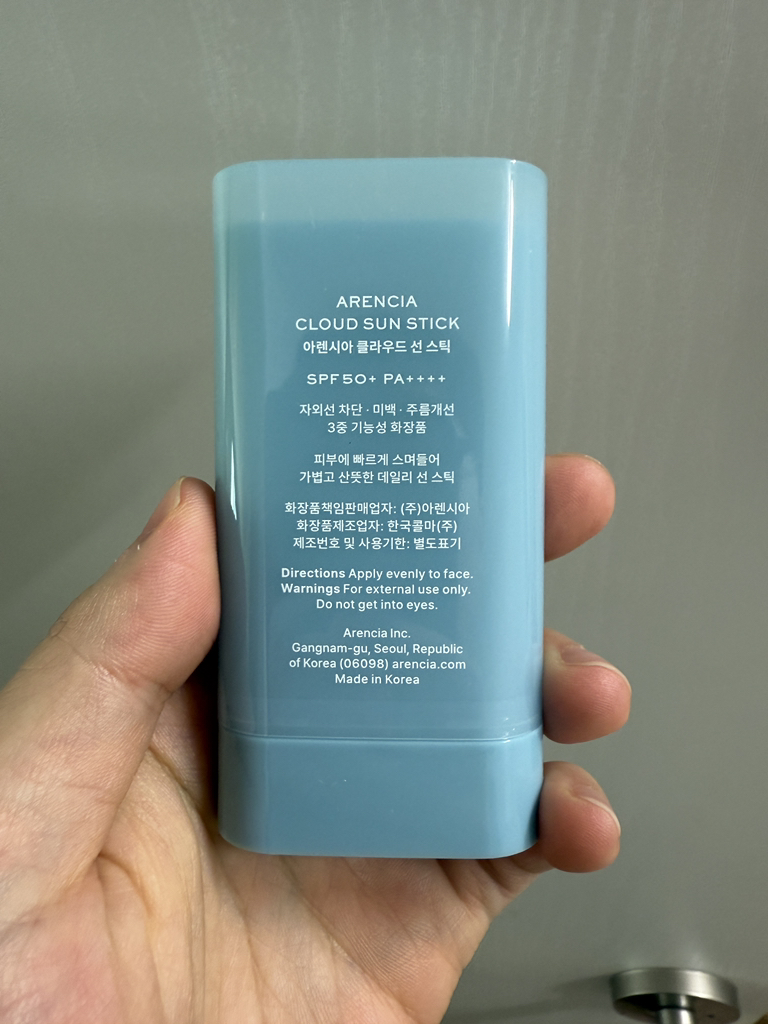 ARENCIA
CLOUD SUN STICK
아렌시아 클라우드 선 스틱
SPF50+ PA++++
자외선 차단 · 미백 · 주름개선
3중 기능성 화장품
피부에 빠르게 스며들어
가볍고 산뜻한 데일리 선 스틱
화장품책임판매업자: (주)아렌시아
화장품제조업자: 한국콜마(주)
제조번호 및 사용기한: 별도표기
Directions Apply evenly to face.
Warnings For external use only.
Do not get into eyes.
Arencia Inc.
Gangnam-gu, Seoul, Republic
of Korea (06098) arencia.com
Made in Korea